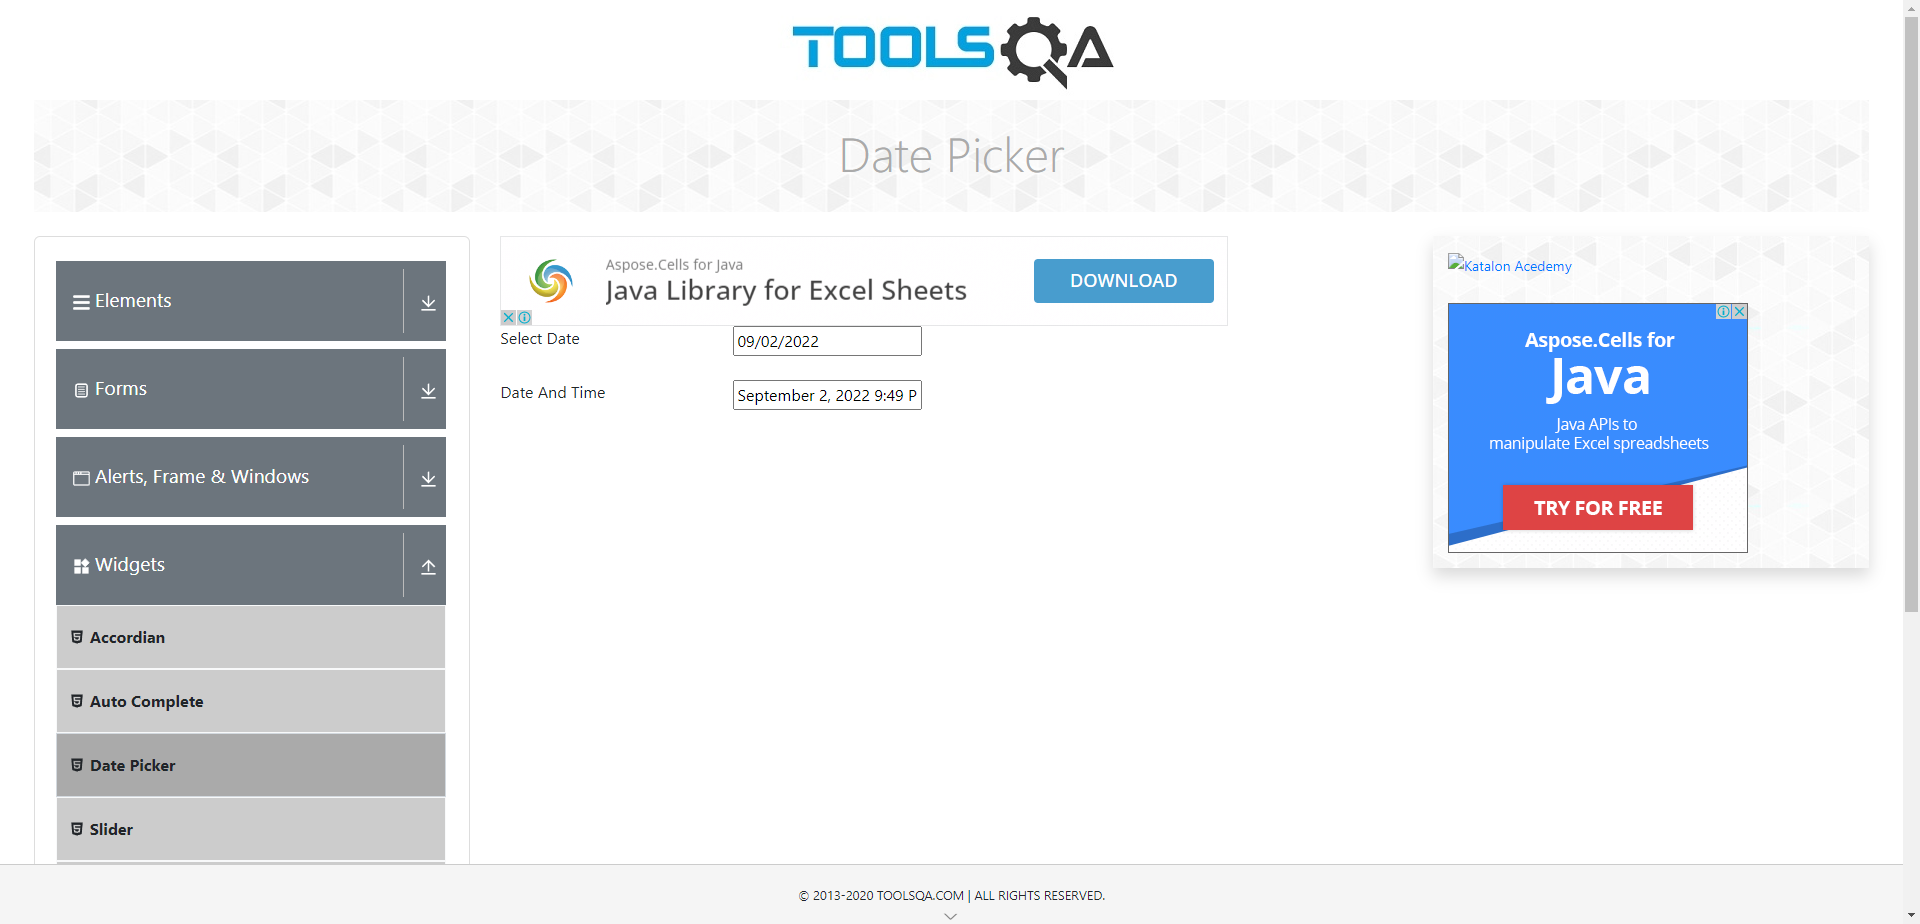 TOOLSQA
Date Picker
Elements
Forms
Alerts, Frame & Windows
Widgets
Accordian
Auto Complete
Date Picker
Slider
Aspose.Cells for Java
Java Library for Excel Sheets
DOWNLOAD
Select Date
09/02/2022
Date And Time
September 2, 2022 9:49 P
Katalon Acedemy
Aspose.Cells for
Java
Java APIs to
manipulate Excel spreadsheets
TRY FOR FREE
© 2013-2020 TOOLSQA.COM | ALL RIGHTS RESERVED.